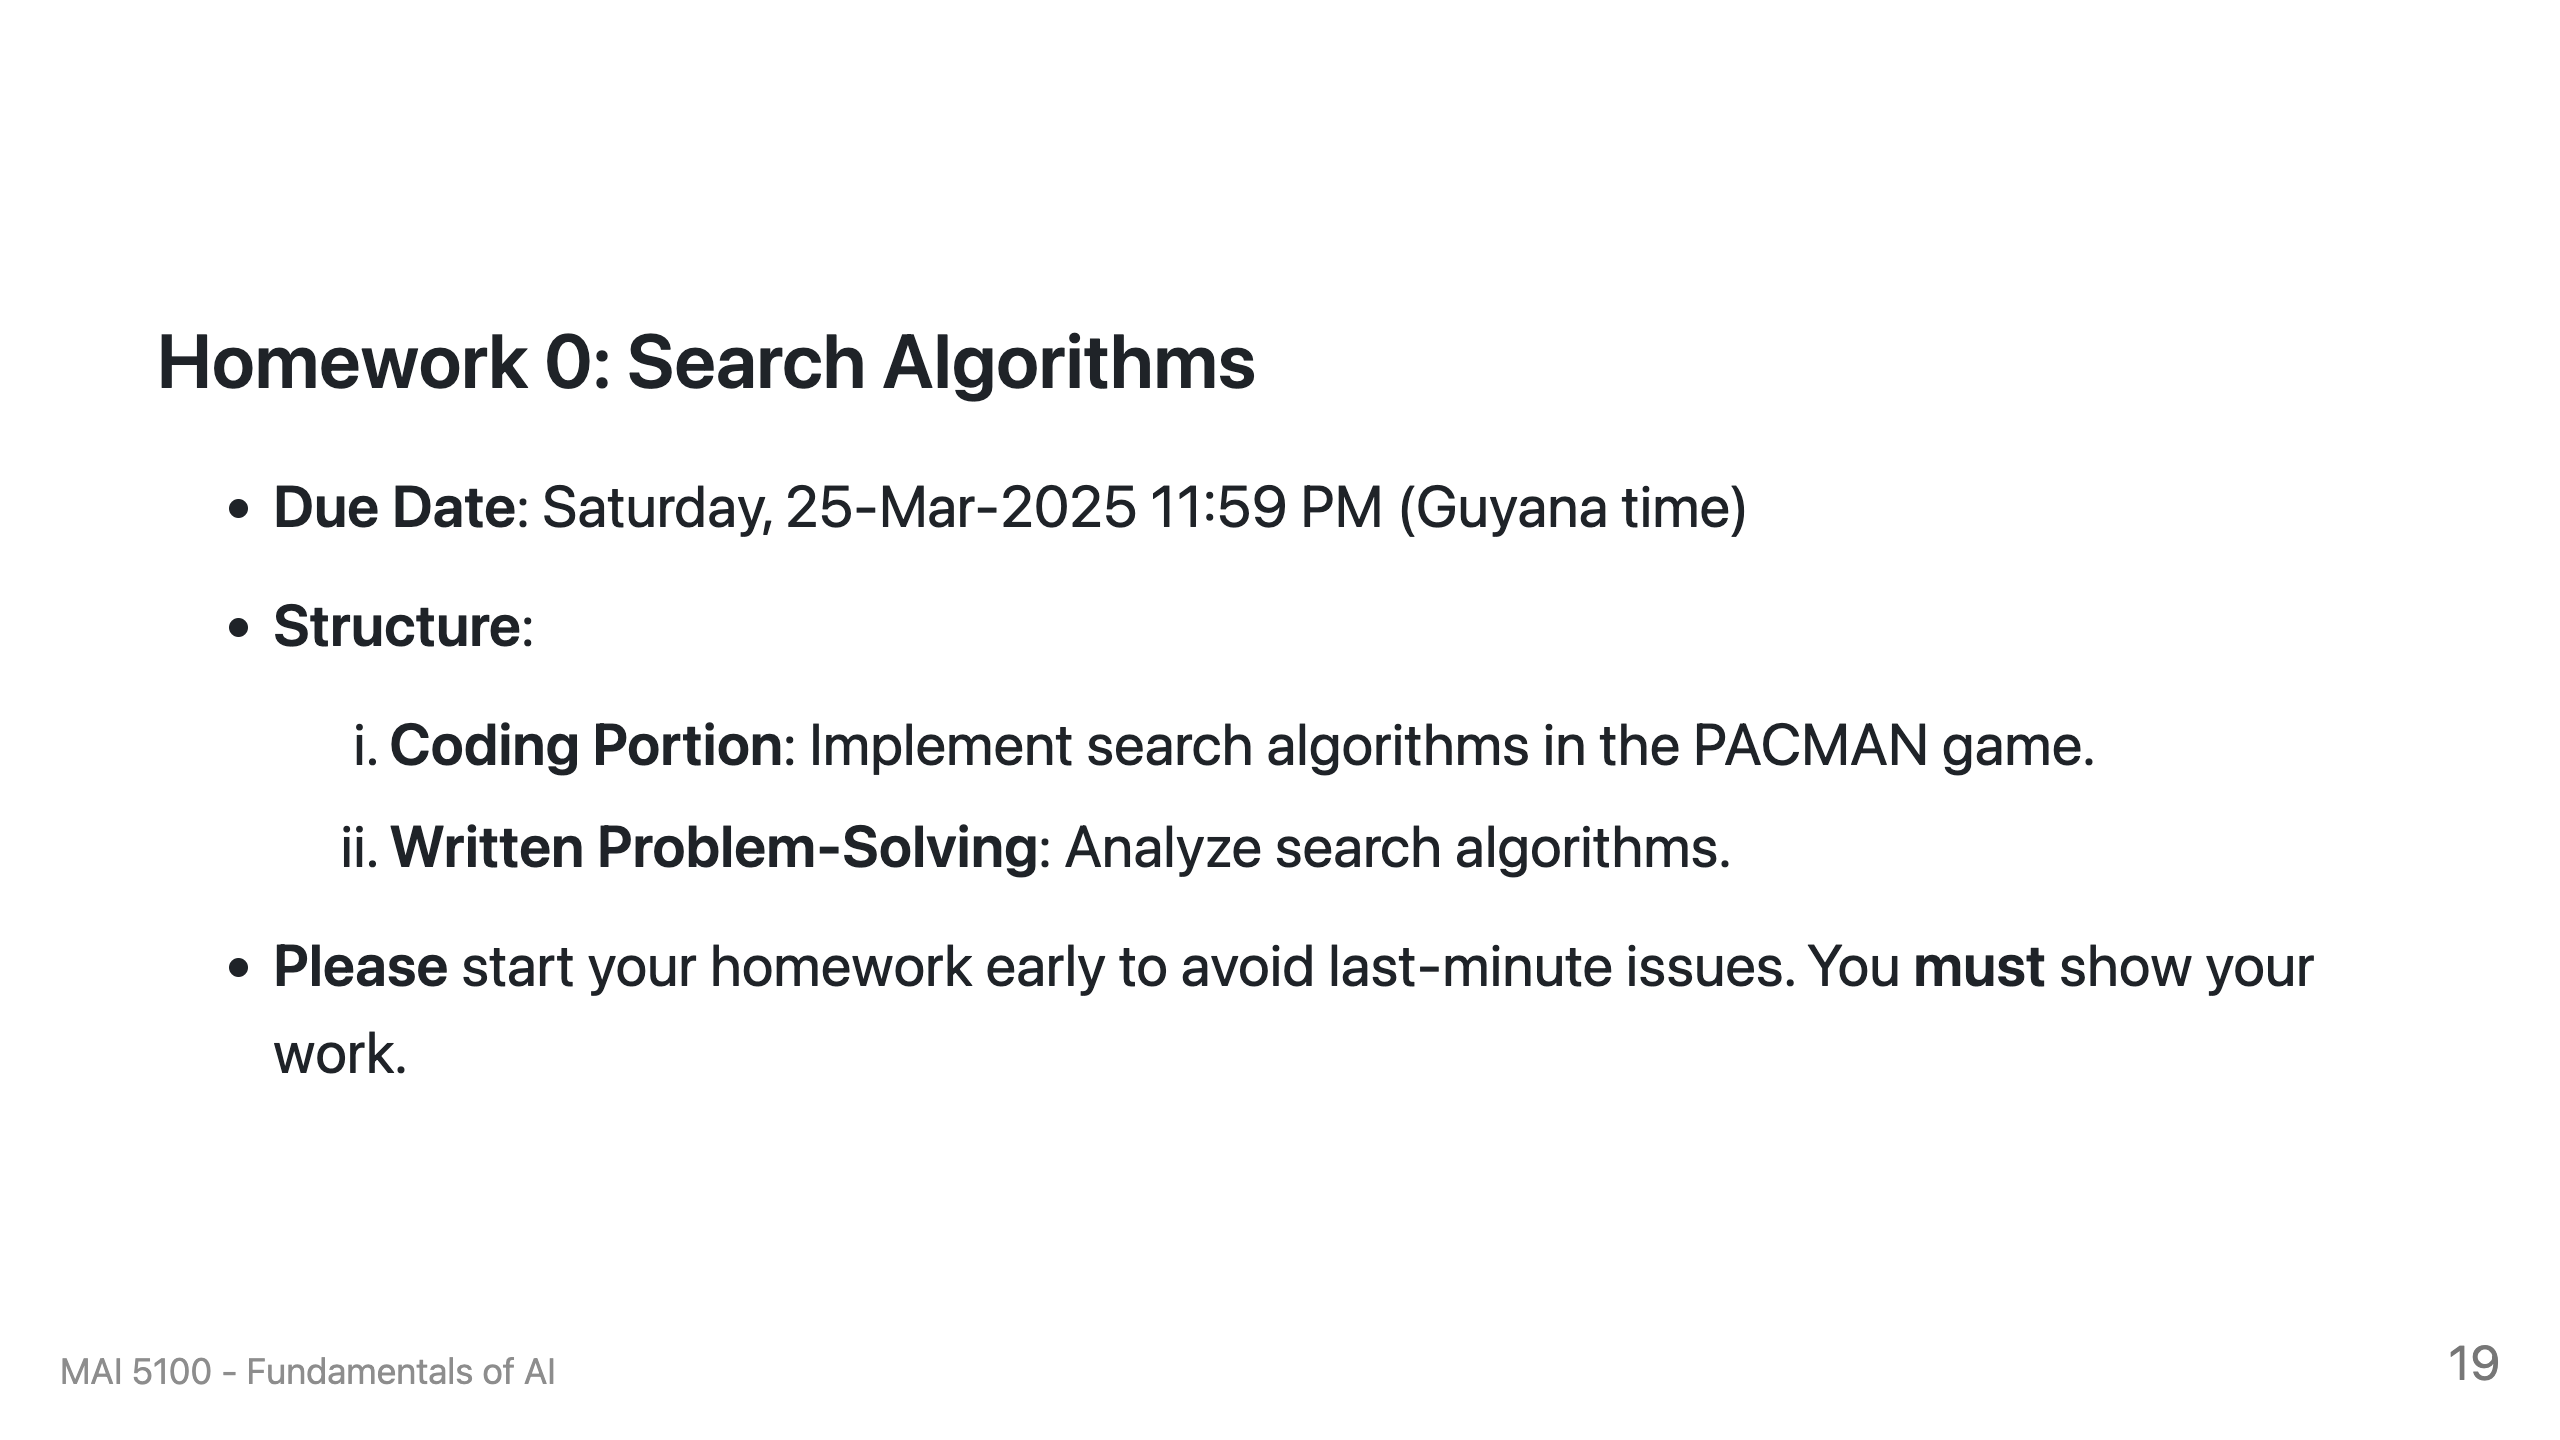 Homework 0: Search Algorithms
• Due Date: Saturday, 25-Mar-2025 11:59 PM (Guyana time)
• Structure:
i. Coding Portion: Implement search algorithms in the PACMAN game.
ii. Written Problem-Solving: Analyze search algorithms.
• Please start your homework early to avoid last-minute issues. You must show your
work.
MAI 5100 - Fundamentals of AI
19